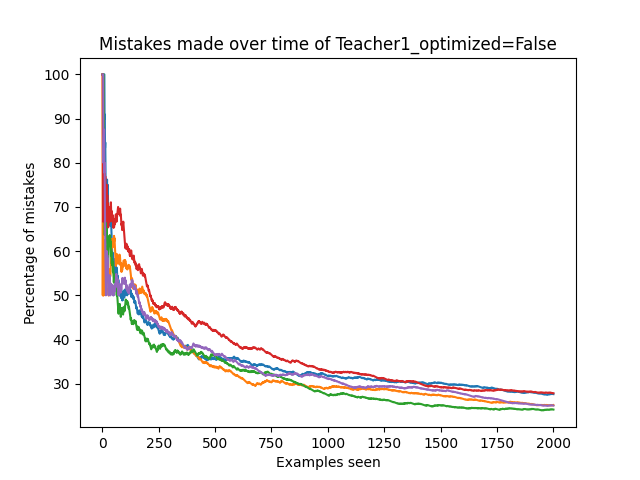 Mistakes made over time of Teacher1_optimized=False
100
90
80
70
60
50
40
30
Percentage of mistakes
0 250 500 750 1000 1250 1500 1750 2000
Examples seen